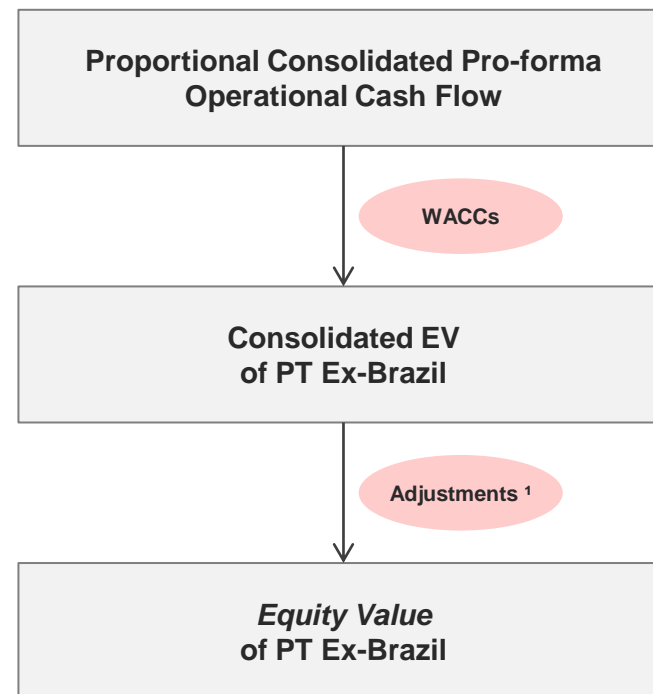 Proportional Consolidated Pro-forma
Operational Cash Flow
WACCs
Consolidated EV
of PT Ex-Brazil
Adjustments ¹
Equity Value
of PT Ex-Brazil